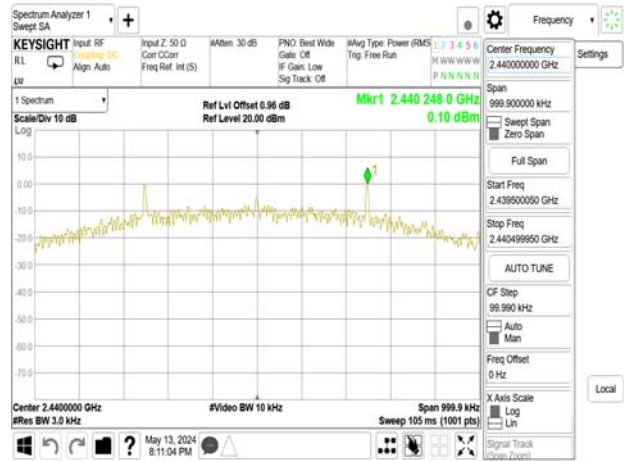 Spectrum Analyzer 1
Swept SA
+
Frequency
KEYSIGHT
RL
Input: RF
Coupling: DC
Align: Auto
Input Z: 50 Ω
Corr CCorr
Freq Ref: Int (S)
#Atten: 30 dB
PNO: Best Wide
Gate: Off
IF Gain: Low
Sig Track: Off
#Avg Type: Power (RMS
Trig: Free Run
1 2 3 4 5 6
M W W W W W
P N N N N N
Center Frequency
2.440000000 GHz
Settings
Span
999.900000 kHz
Swept Span
Zero Span
Full Span
Start Freq
2.439500050 GHz
Stop Freq
2.440499950 GHz
AUTO TUNE
CF Step
99.990 kHz
Auto
Man
Freq Offset
0 Hz
X Axis Scale
Log
Lin
Signal Track
(Span Zoom)
Local
1 Spectrum
Scale/Div 10 dB
Log
Ref Lvl Offset 0.96 dB
Ref Level 20.00 dBm
Mkr1 2.440 248 0 GHz
0.10 dBm
1
10.0
0.00
-10.0
-20.0
-30.0
-40.0
-50.0
-60.0
-70.0
Center 2.4400000 GHz
#Res BW 3.0 kHz
#Video BW 10 kHz
Span 999.9 kHz
Sweep 105 ms (1001 pts)
?
May 13, 2024
8:11:04 PM